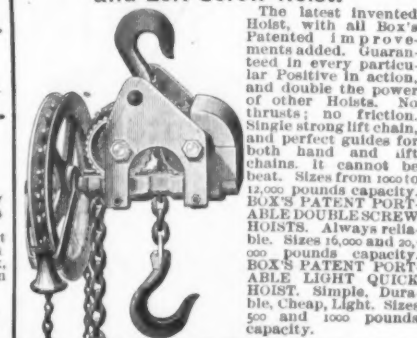 The latest invented
Hoist, with all Box's
Patented improve-
ments added. Guaran-
teed in every particu-
lar Positive in action,
and double the power
of other Hoists. No
thrusts; no friction.
Single strong lift chain,
and perfect guides for
both hand and lift
chains. It cannot be
beat. Sizes from 1000 to
12,000 pounds capacity.
BOX'S PATENT PORT-
ABLE DOUBLE SCREW
HOISTS. Always relia-
ble. Sizes 16,000 and 20,
000 pounds capacity.
BOX'S PATENT PORT-
ABLE LIGHT QUICK
HOIST. Simple, Dura-
ble, Cheap, Light. Sizes
500 and 1000 pounds
capacity.